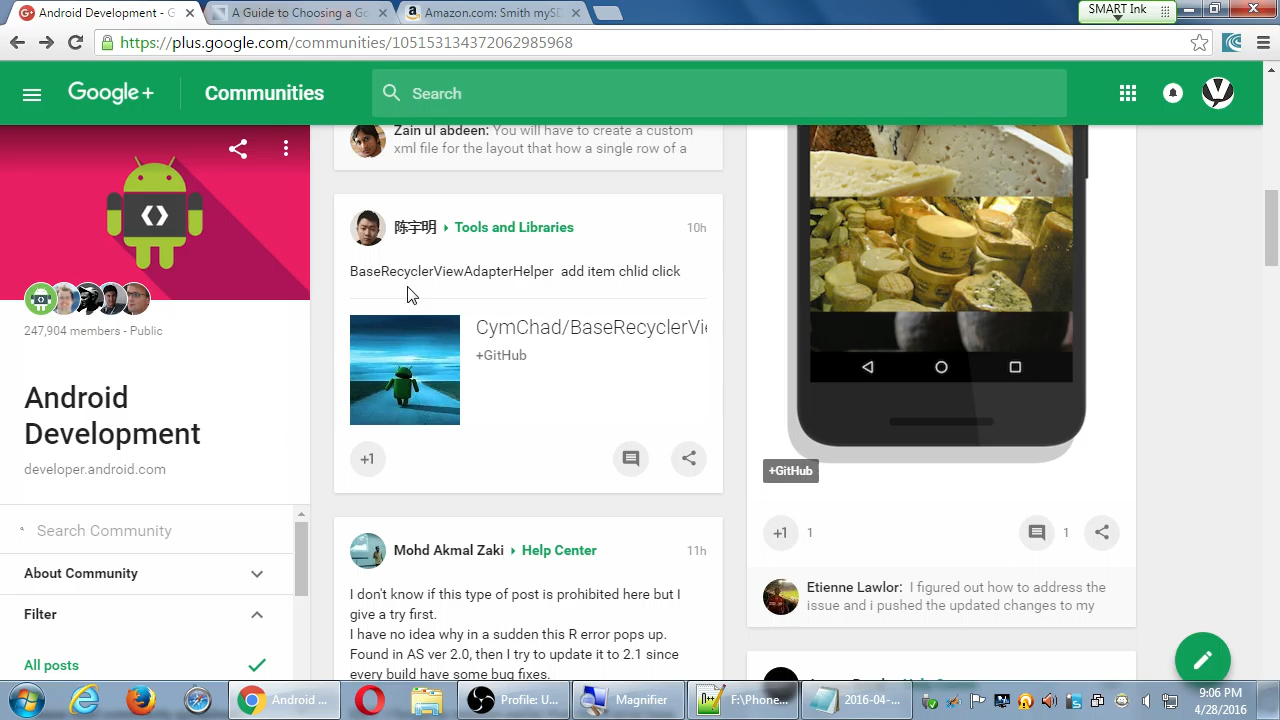 Android Development - G
A Guide to Choosing a Go
Amazon.com: Smith mySD
SMART Ink
https://plus.google.com/communities/105153134372062985968
Google+
Communities
Search
247,904 members - Public
Android
Development
developer.android.com
Search Community
About Community
Filter
All posts
Zain ul abdeen: You will have to create a custom
xml file for the layout that how a single row of a
陈宇明 Tools and Libraries 10h
BaseRecyclerViewAdapterHelper add item chlid click
CymChad/BaseRecyclerVie
+GitHub
+1
Mohd Akmal Zaki Help Center 11h
I don't know if this type of post is prohibited here but I
give a try first.
I have no idea why in a sudden this R error pops up.
Found in AS ver 2.0, then I try to update it to 2.1 since
every build have some bug fixes.
+GitHub
+1 1 1
Etienne Lawlor: I figured out how to address the
issue and i pushed the updated changes to my
Android ...
Profile: U...
Magnifier
F:\Phone...
2016-04-...
9:06 PM
4/28/2016